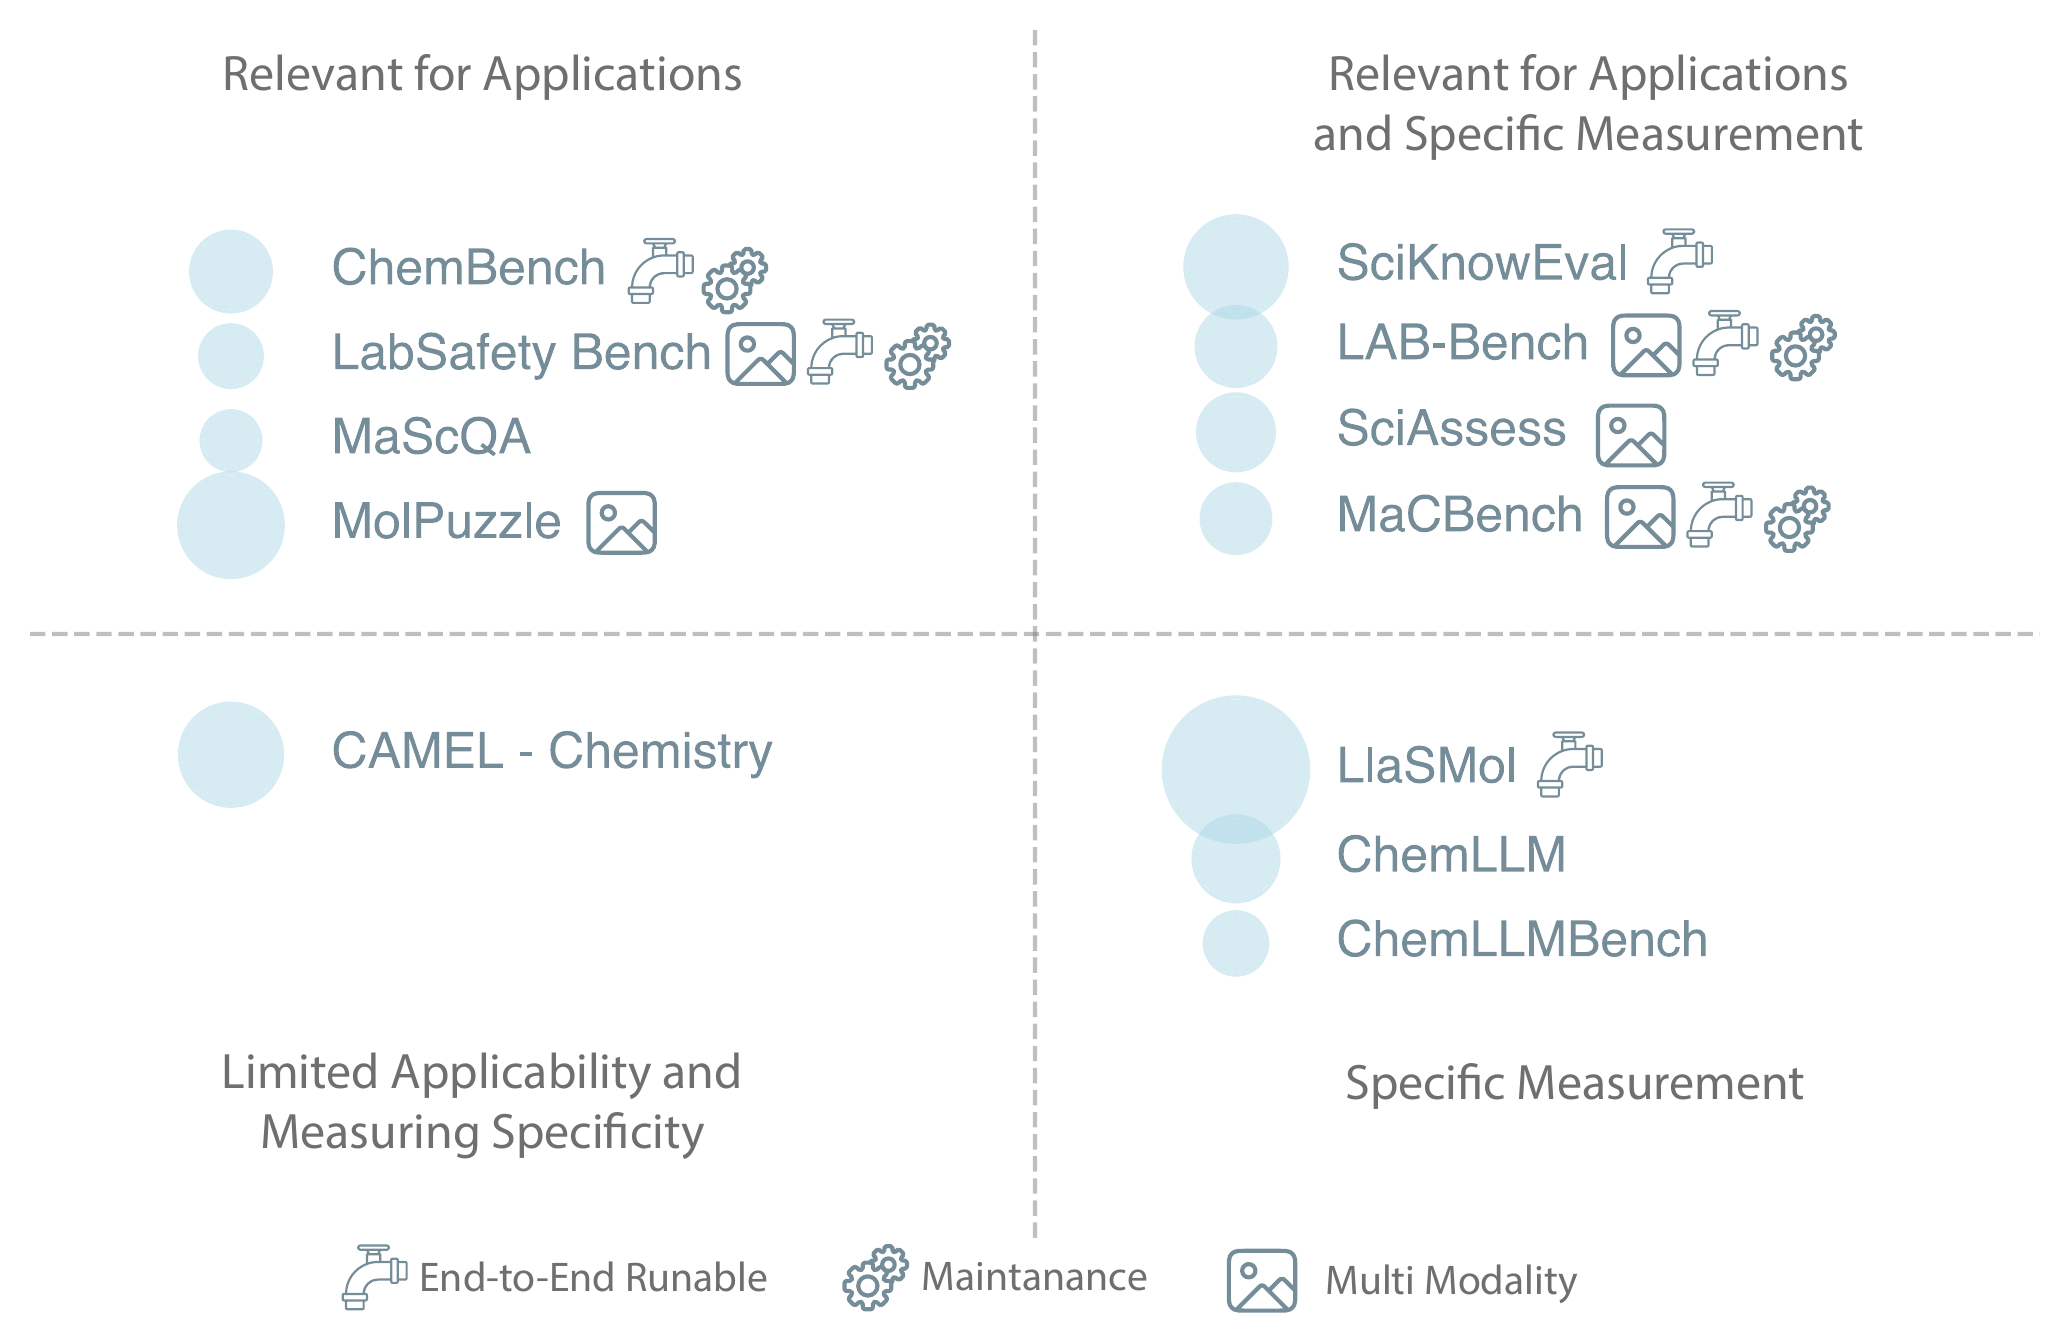 Relevant for Applications
ChemBench
LabSafety Bench
MaScQA
MolPuzzle
Relevant for Applications
and Specific Measurement
SciKnowEval
LAB-Bench
SciAssess
MaCBench
CAMEL - Chemistry
Limited Applicability and
Measuring Specificity
LlaSMol
ChemLLM
ChemLLMBench
Specific Measurement
End-to-End Runable
Maintanance
Multi Modality